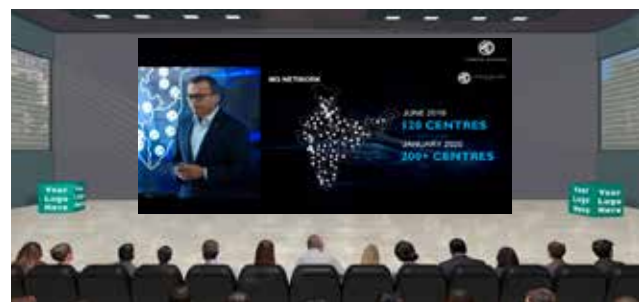 MG NETWORK
JUNE 2019
120 CENTRES
JANUARY 2020
200+ CENTRES
Your
Logo
Here
Your
Logo
Here
Your
Logo
Here